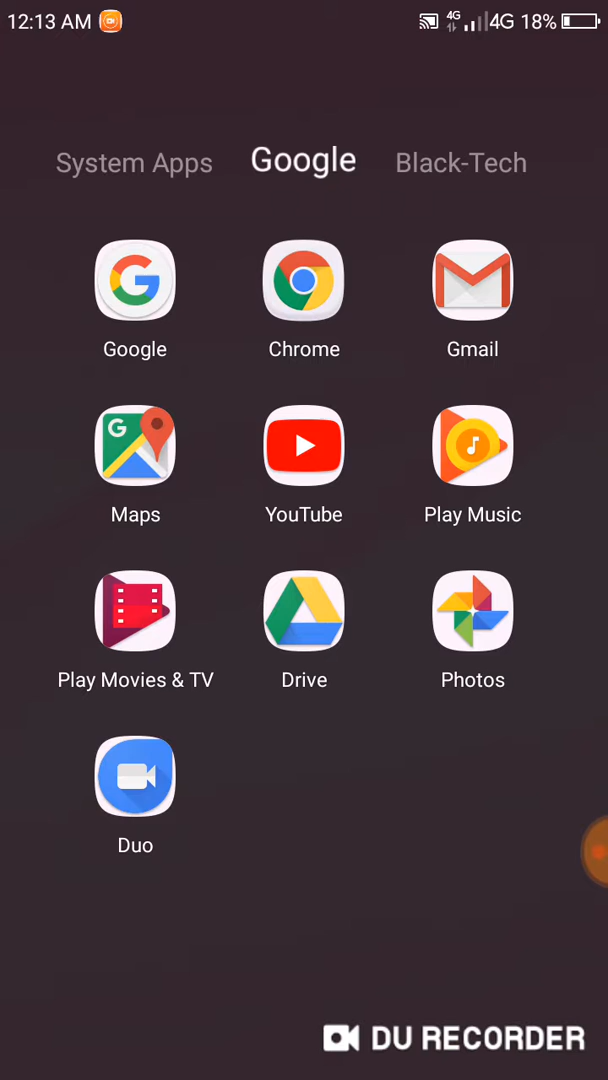 12:13 AM 4G 4G 18%
System Apps Google Black-Tech
Google Chrome Gmail
G
Maps YouTube Play Music
Play Movies & TV Drive Photos
Duo
DU RECORDER